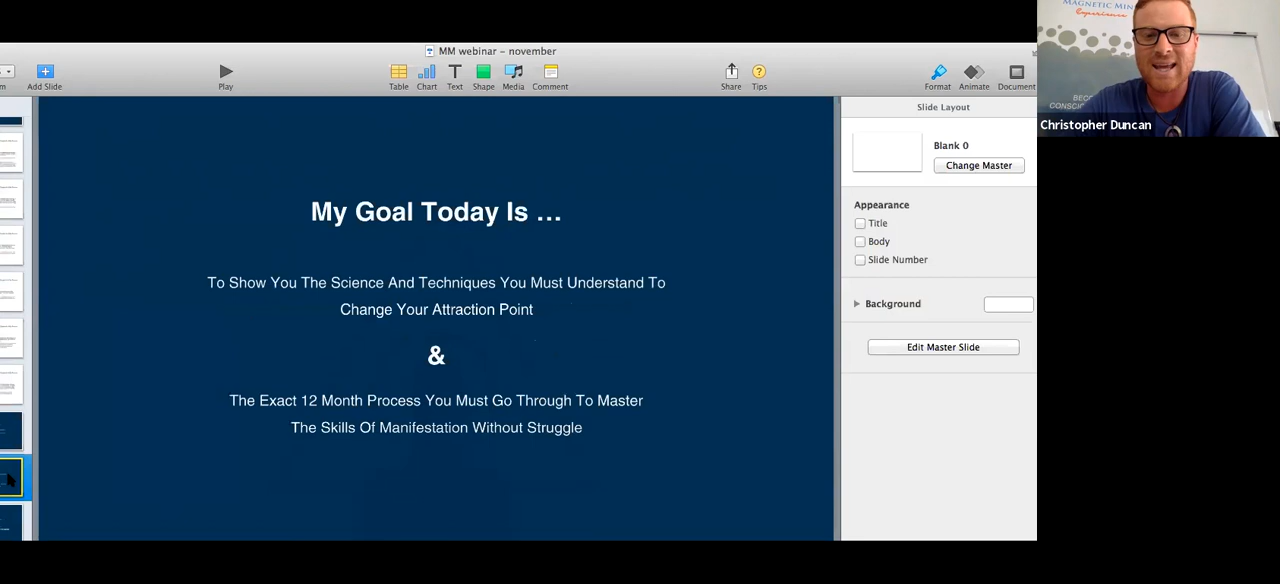 MM webinar – november
Add Slide
Play
Table
Chart
Text
Shape
Media
Comment
Share
Tips
Format
Animate
Document
Slide Layout
Blank 0
Change Master
Appearance
Title
Body
Slide Number
Background
Edit Master Slide
My Goal Today Is ...
To Show You The Science And Techniques You Must Understand To
Change Your Attraction Point
&
The Exact 12 Month Process You Must Go Through To Master
The Skills Of Manifestation Without Struggle
MAGNETIC MIN
Experience
Christopher Duncan